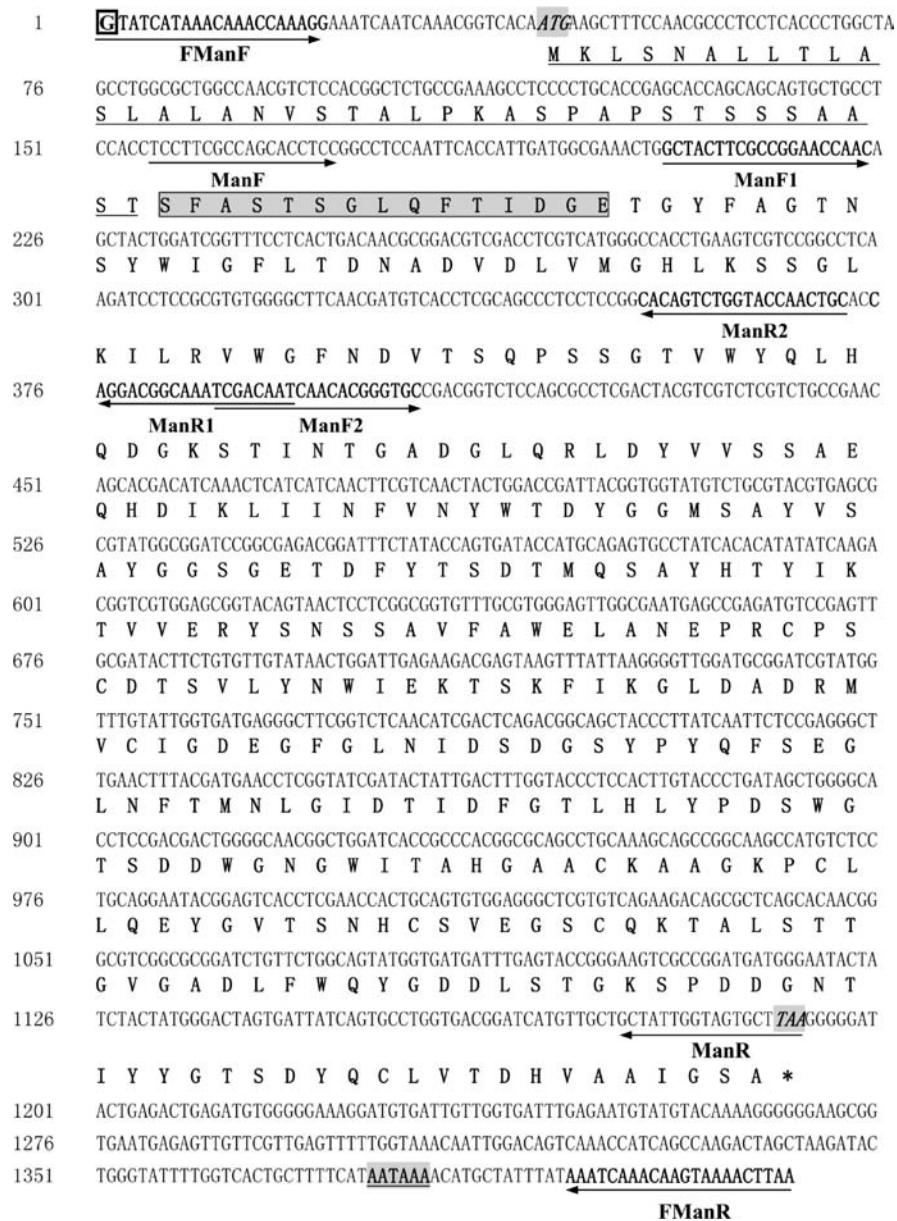 1 GTATCATAAACAAACCAAAGGAAATCAATCAAACGGTCACAATGAAGCTTTCCAACGCCCTCCTCACCCTGGCTA
FManF
M K L S N A L L T L A
76 GCCTGGCGCTGGCCAACGTCTCCACGGCTCTGCCGAAAGCCTCCCCTGCACCGAGCACCAGCAGCAGTGCTGCCT
S L A L A N V S T A L P K A S P A P S T S S S A A
151 CCACCTCCTTCGCCAGCACCTCCGGCCTCCAATTCACCATTGATGGCGAAACTGGCTACTTCGCCGGAACCAACA
ManF ManF1
S T S F A S T S G L Q F T I D G E T G Y F A G T N
226 GCTACTGGATCGGTTTCCTCACTGACAACGCGGACGTCGACCTCGTCATGGGCCACCTGAAGTCGTCCGGCCTCA
S Y W I G F L T D N A D V D L V M G H L K S S G L
301 AGATCCTCCGCGTGTGGGGCTTCAACGATGTCACCTCGCAGCCCTCCTCCGGCACAGTCTGGTACCAACTGCACC
ManR2
K I L R V W G F N D V T S Q P S S G T V W Y Q L H
376 AGGACGGCAAATCGACAATCAACACGGGTGCCGACGGTCTCCAGCGCCTCGACTACGTCGTCTCGTCTGCCGAAC
ManR1 ManF2
Q D G K S T I N T G A D G L Q R L D Y V V S S A E
451 AGCACGACATCAAACTCATCATCAACTTCGTCAACTACTGGACCGATTACGGTGGTATGTCTGCGTACGTGAGCG
Q H D I K L I I N F V N Y W T D Y G G M S A Y V S
526 CGTATGGCGGATCCGGCGAGACGGATTTCTATACCAGTGATACCATGCAGAGTGCCTATCACACATATATCAAGA
A Y G G S G E T D F Y T S D T M Q S A Y H T Y I K
601 CGGTCGTGGAGCGGTACAGTAACTCCTCGGCGGTGTTTGCGTGGGAGTTGGCGAATGAGCCGAGATGTCCGAGTT
T V V E R Y S N S S A V F A W E L A N E P R C P S
676 GCGATACTTCTGTGTTGTATAACTGGATTGAGAAGACGAGTAAGTTTATTAAGGGGTTGGATGCGGATCGTATGG
C D T S V L Y N W I E K T S K F I K G L D A D R M
751 TTTGTATTGGTGATGAGGGCTTCGGTCTCAACATCGACTCAGACGGCAGCTACCCTTATCAATTCTCCGAGGGCT
V C I G D E G F G L N I D S D G S Y P Y Q F S E G
826 TGAACTTTACGATGAACCTCGGTATCGATACTATTGACTTTGGTACCCTCCACTTGTACCCTGATAGCTGGGGCA
L N F T M N L G I D T I D F G T L H L Y P D S W G
901 CCTCCGACGACTGGGGCAACGGCTGGATCACCGCCCACGGCGCAGCCTGCAAAGCAGCCGGCAAGCCATGTCTCC
T S D D W G N G W I T A H G A A C K A A G K P C L
976 TGCAGGAATACGGAGTCACCTCGAACCACTGCAGTGTGGAGGGCTCGTGTCAGAAGACAGCGCTCAGCACAACGG
L Q E Y G V T S N H C S V E G S C Q K T A L S T T
1051 GCGTCGGCGCGGATCTGTTCTGGCAGTATGGTGATGATTTGAGTACCGGGAAGTCGCCGGATGATGGGAATACTA
G V G A D L F W Q Y G D D L S T G K S P D D G N T
1126 TCTACTATGGGACTAGTGATTATCAGTGCCTGGTGACGGATCATGTTGCTGCTATTGGTAGTGCTTAAGGGGGAT
ManR
I Y Y G T S D Y Q C L V T D H V A A I G S A *
1201 ACTGAGACTGAGATGTGGGGGAAAGGATGTGATTGTTGGTGATTTGAGAATGTATGTACAAAAGGGGGGAAGCGG
1276 TGAATGAGAGTTGTTCGTTGAGTTTTTGGTAAACAATTGGACAGTCAAACCATCAGCCAAGACTAGCTAAGATAC
1351 TGGGTATTTTGGTCACTGCTTTTCATAATAAAACATGCTATTTATAAATCAAACAAGTAAAACTTAA
FManR